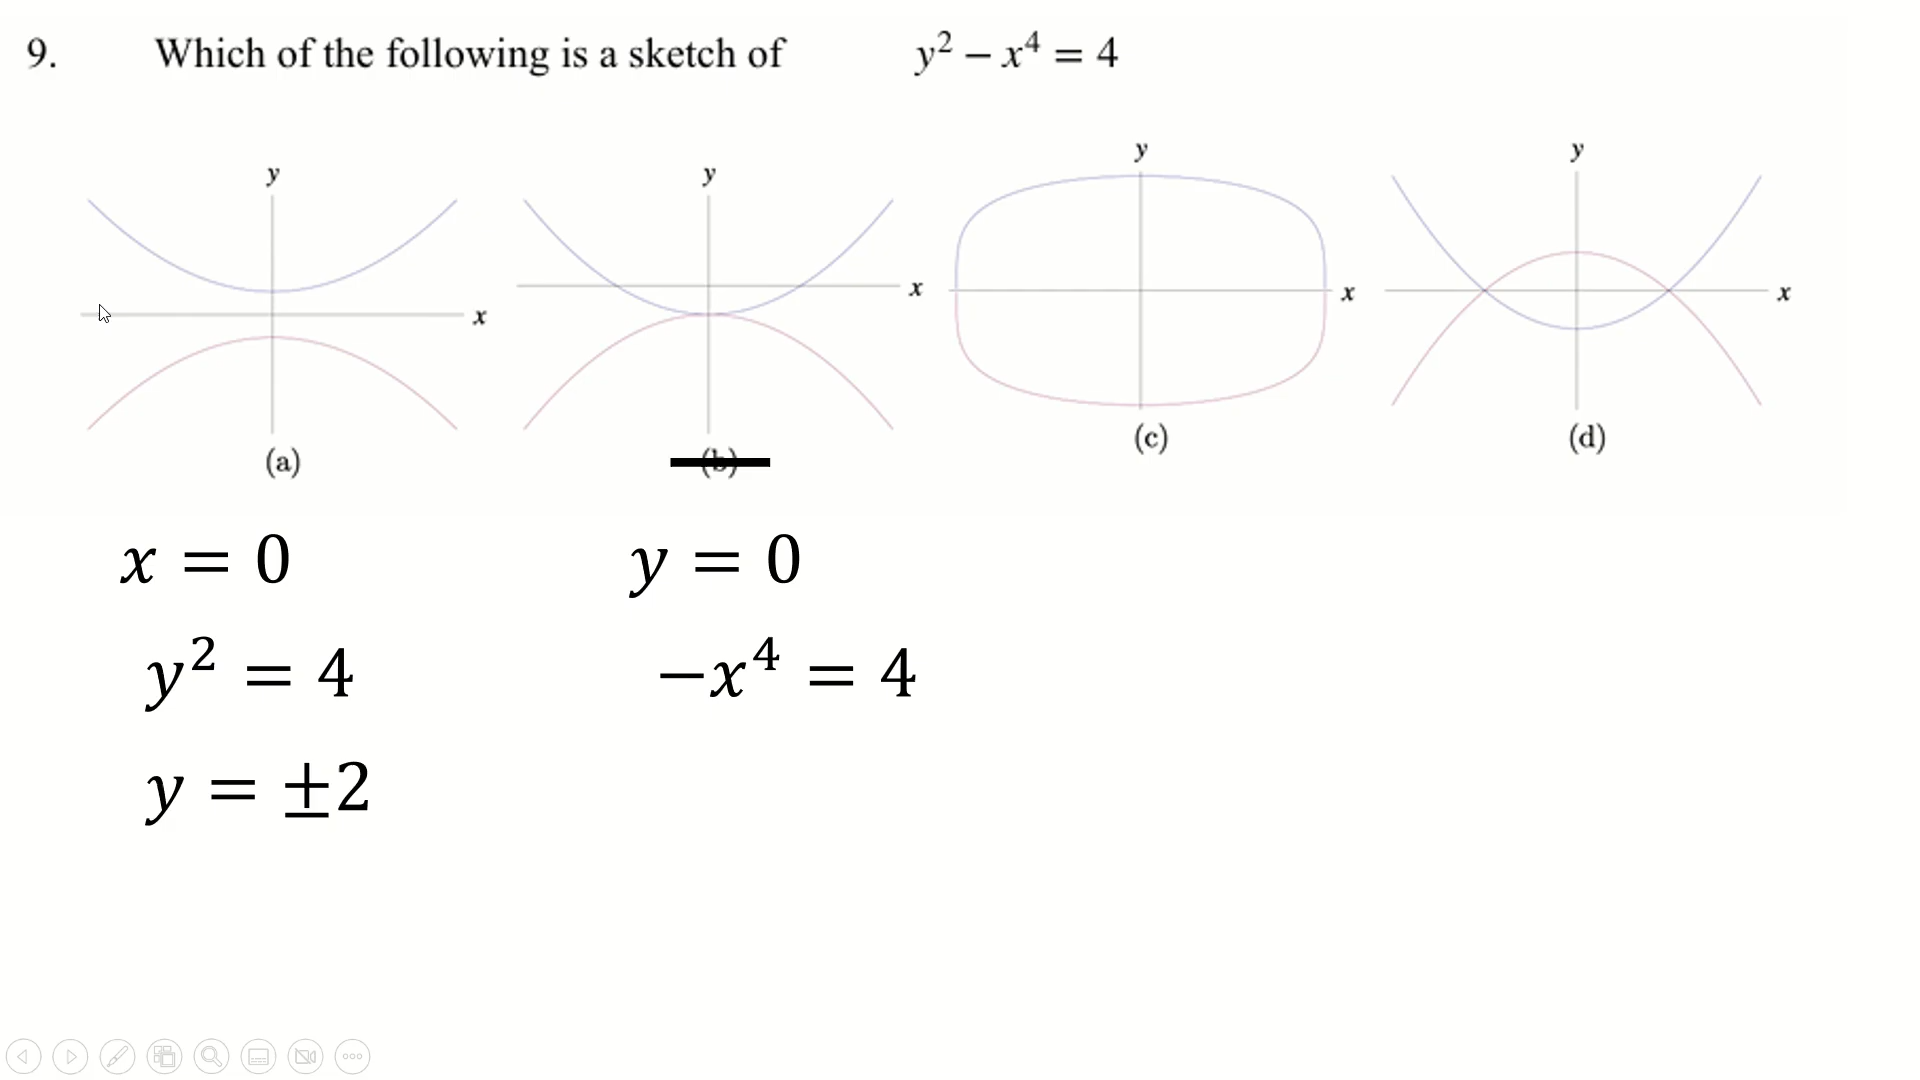 9. Which of the following is a sketch of y² − x⁴ = 4
y y y y
x x x x
(a) (b) (c) (d)
x = 0 y = 0
y² = 4 −x⁴ = 4
y = ±2